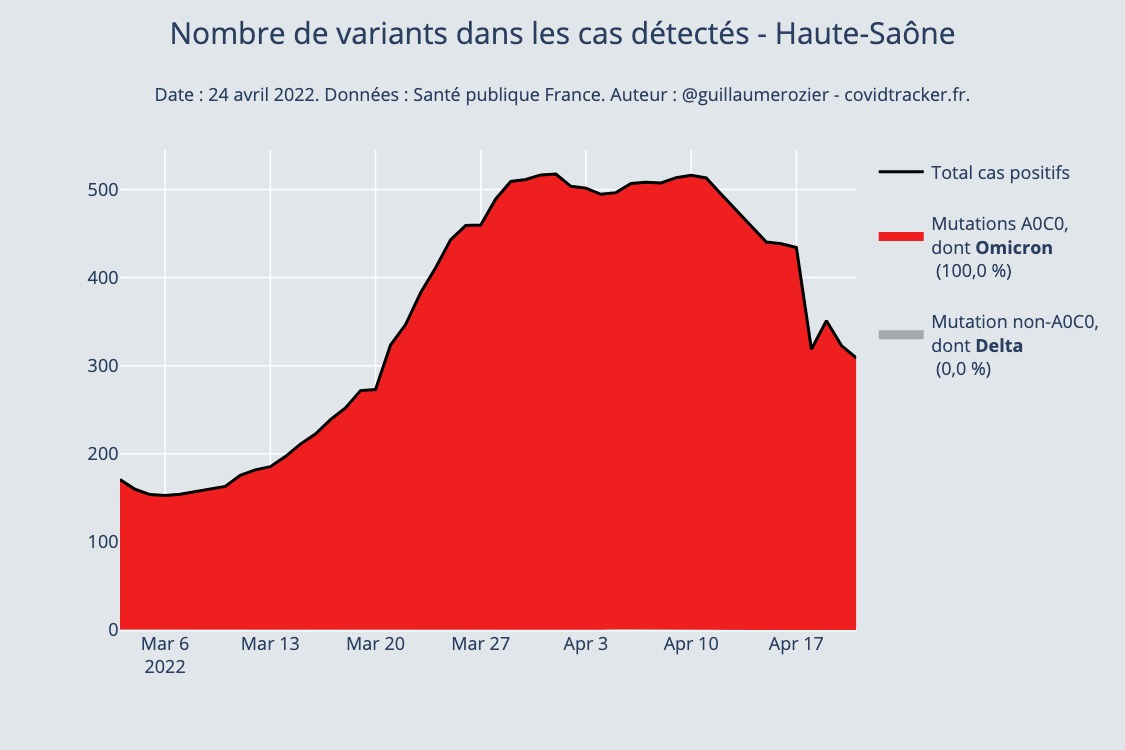 Nombre de variants dans les cas détectés - Haute-Saône
Date : 24 avril 2022. Données : Santé publique France. Auteur : @guillaumerozier - covidtracker.fr.
500
400
300
200
100
0
Mar 6
2022
Mar 13
Mar 20
Mar 27
Apr 3
Apr 10
Apr 17
Total cas positifs
Mutations A0C0,
dont Omicron
(100,0 %)
Mutation non-A0C0,
dont Delta
(0,0 %)